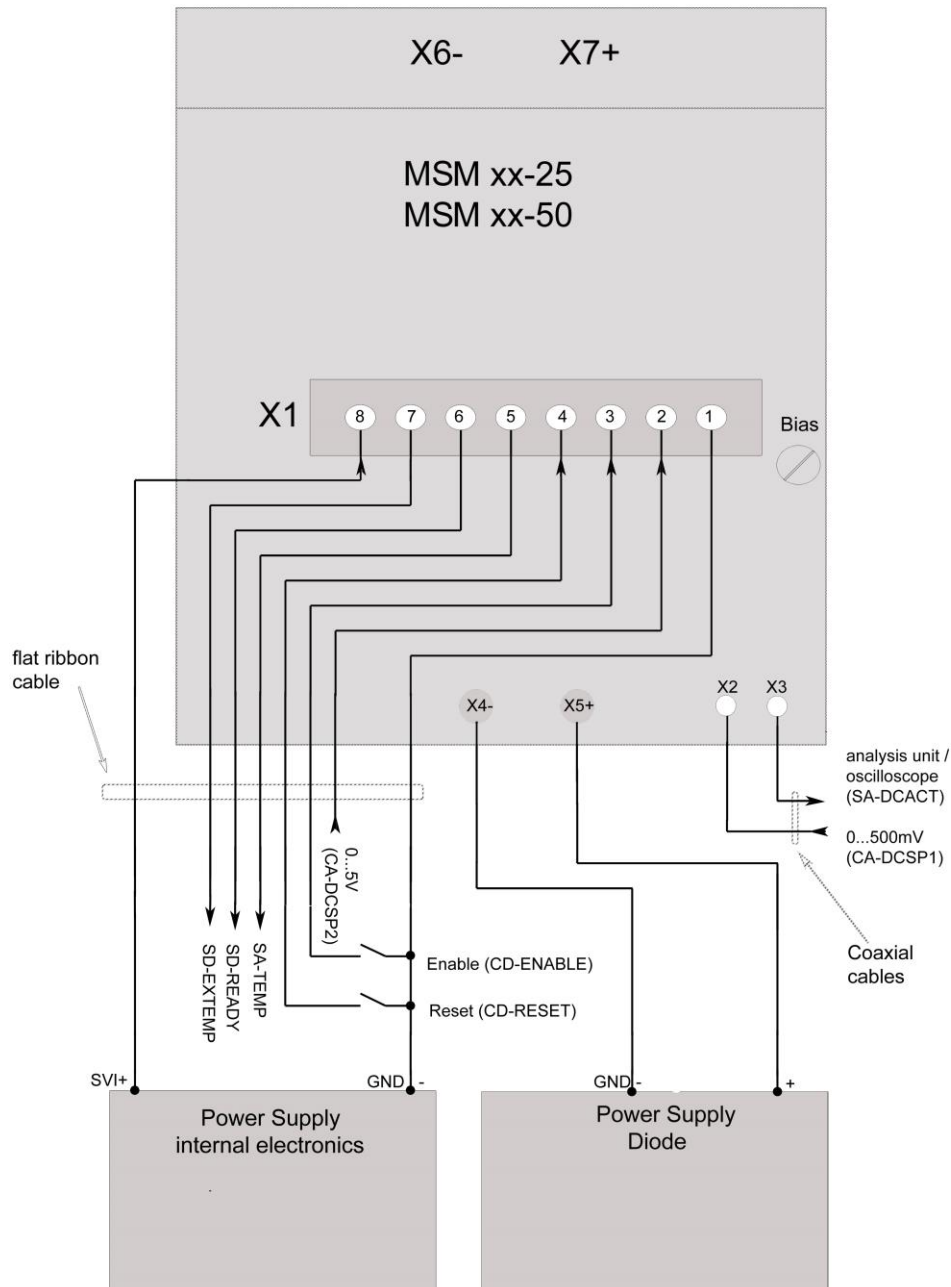 X6- X7+
MSM xx-25
MSM xx-50
X1
8 7 6 5 4 3 2 1
Bias
flat ribbon
cable
X4- X5+
X2 X3
analysis unit /
oscilloscope
(SA-DCACT)
0...500mV
(CA-DCSP1)
0...5V
(CA-DCSP2)
Coaxial
cables
SD-EXTEMP
SD-READY
SA-TEMP
Enable (CD-ENABLE)
Reset (CD-RESET)
SVI+ GND - GND - +
Power Supply
internal electronics
Power Supply
Diode